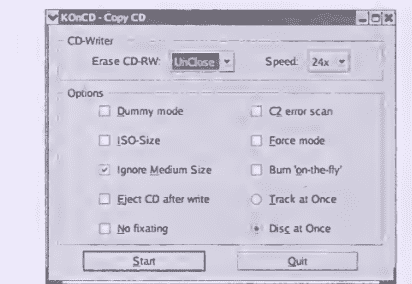 KOnCD - Copy CD
CD-Writer
Erase CD-RW: UnClose Speed: 24x
Options
Dummy mode C2 error scan
ISO-Size Force mode
Ignore Medium Size Burn 'on-the-fly'
Eject CD after write Track at Once
No fixating Disc at Once
Start Quit